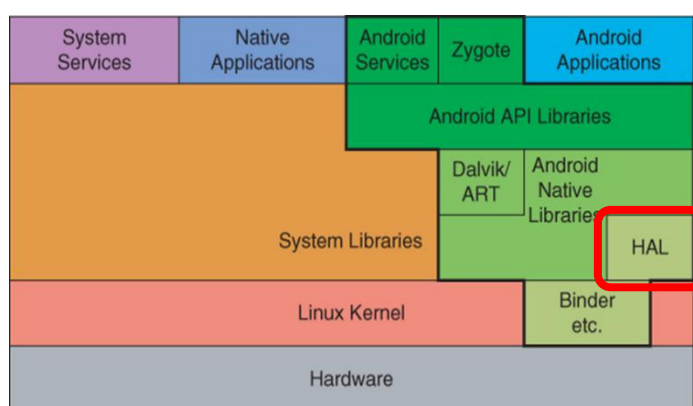 System
Services
Native
Applications
Android
Services
Zygote
Android
Applications
Android API Libraries
Dalvik/
ART
Android
Native
Libraries
System Libraries
HAL
Linux Kernel
Binder
etc.
Hardware